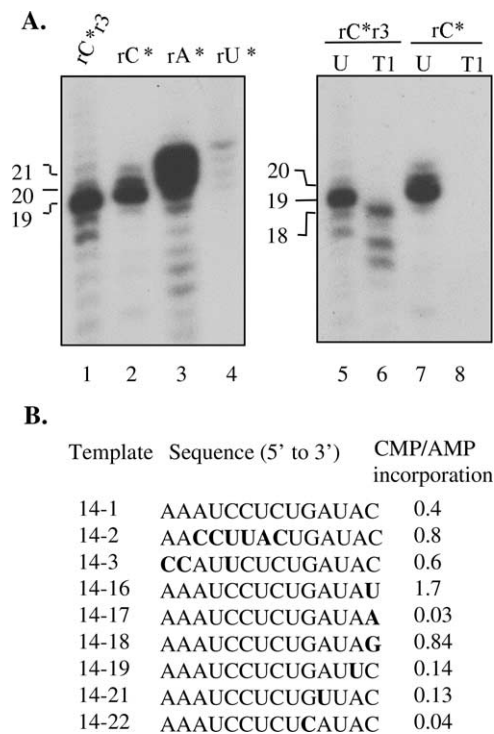 A.
rC*r3 rC* rA* rU*
21
20
19
1 2 3 4
rC*r3 rC*
U T1 U T1
20
19
18
5 6 7 8
B.
Template Sequence (5' to 3') CMP/AMP incorporation
14-1 AAAUCCUCUGAUAC 0.4
14-2 AACCUUACUGAUAC 0.8
14-3 CCAUUCUCUGAUAC 0.6
14-16 AAAUCCUCUGAUAU 1.7
14-17 AAAUCCUCUGAUAA 0.03
14-18 AAAUCCUCUGAUAG 0.84
14-19 AAAUCCUCUGAUUC 0.14
14-21 AAAUCCUCUGUUAC 0.13
14-22 AAAUCCUCUCAUAC 0.04